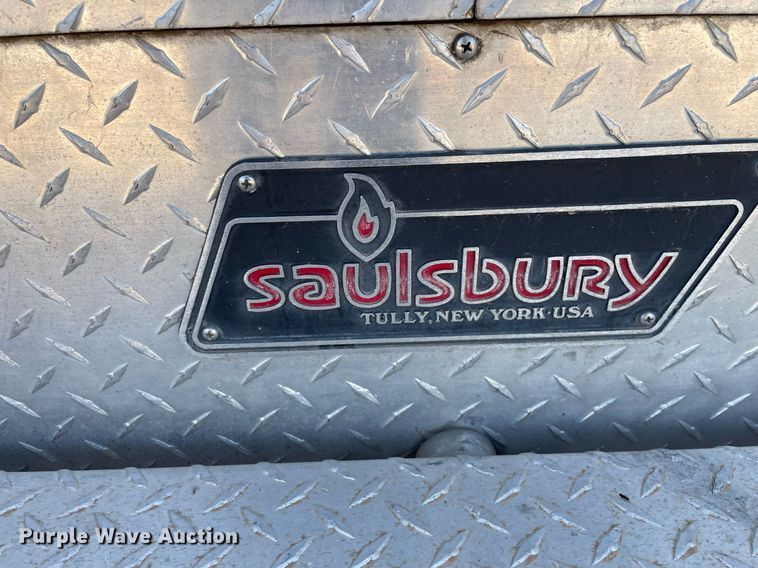 saulsbury
TULLY, NEW YORK·USA
Purple Wave Auction